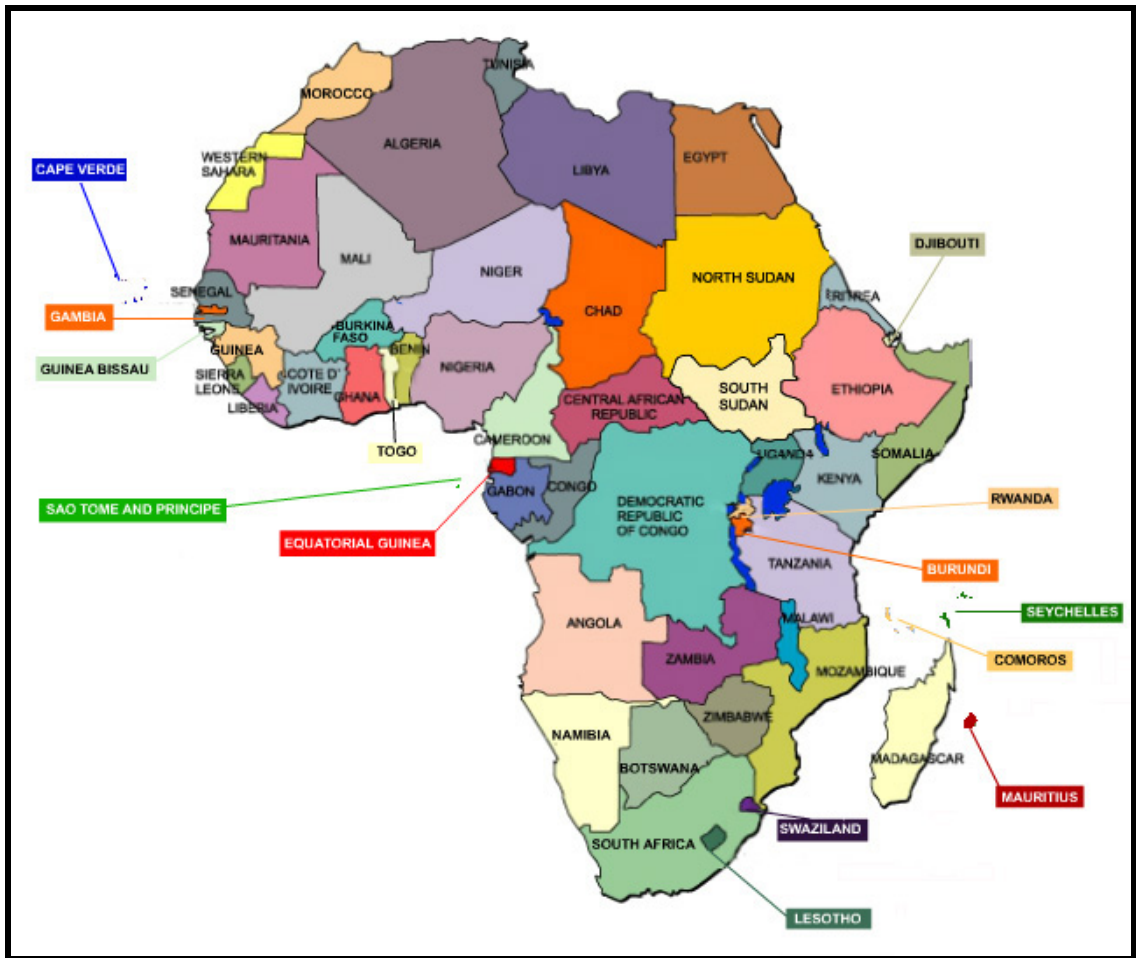 TUNISIA
MOROCCO
ALGERIA
WESTERN
SAHARA
EGYPT
LIBYA
CAPE VERDE
MAURITANIA
DJIBOUTI
MALI
NIGER
NORTH SUDAN
SENEGAL
ERITREA
GAMBIA
CHAD
BURKINA
FASO
GUINEA
BENIN
GUINEA BISSAU
NIGERIA
SIERRA
LEONE
COTE D'
IVOIRE
GHANA
LIBERIA
SOUTH
SUDAN
ETHIOPIA
CENTRAL AFRICAN
REPUBLIC
CAMEROON
TOGO
UGANDA
SOMALIA
KENYA
GABON
CONGO
DEMOCRATIC
REPUBLIC
OF CONGO
RWANDA
SAO TOME AND PRINCIPE
EQUATORIAL GUINEA
TANZANIA
BURUNDI
SEYCHELLES
MALAWI
ANGOLA
ZAMBIA
COMOROS
MOZAMBIQUE
ZIMBABWE
NAMIBIA
MADAGASCAR
BOTSWANA
MAURITIUS
SWAZILAND
SOUTH AFRICA
LESOTHO